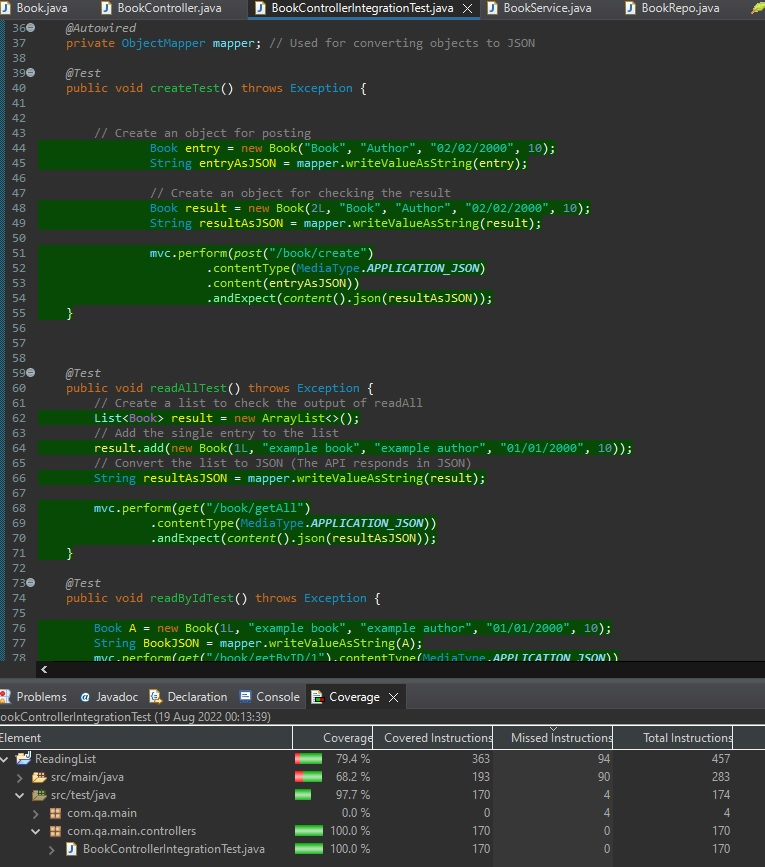 Book.java BookController.java BookControllerIntegrationTest.java BookService.java BookRepo.java
36 @Autowired
37 private ObjectMapper mapper; // Used for converting objects to JSON
38
39 @Test
40 public void createTest() throws Exception {
41
42
43 // Create an object for posting
44 Book entry = new Book("Book", "Author", "02/02/2000", 10);
45 String entryAsJSON = mapper.writeValueAsString(entry);
46
47 // Create an object for checking the result
48 Book result = new Book(2L, "Book", "Author", "02/02/2000", 10);
49 String resultAsJSON = mapper.writeValueAsString(result);
50
51 mvc.perform(post("/book/create")
52 .contentType(MediaType.APPLICATION_JSON)
53 .content(entryAsJSON))
54 .andExpect(content().json(resultAsJSON));
55 }
56
57
58
59 @Test
60 public void readAllTest() throws Exception {
61 // Create a list to check the output of readAll
62 List<Book> result = new ArrayList<>();
63 // Add the single entry to the list
64 result.add(new Book(1L, "example book", "example author", "01/01/2000", 10));
65 // Convert the list to JSON (The API responds in JSON)
66 String resultAsJSON = mapper.writeValueAsString(result);
67
68 mvc.perform(get("/book/getAll")
69 .contentType(MediaType.APPLICATION_JSON))
70 .andExpect(content().json(resultAsJSON));
71 }
72
73 @Test
74 public void readByIdTest() throws Exception {
75
76 Book A = new Book(1L, "example book", "example author", "01/01/2000", 10);
77 String BookJSON = mapper.writeValueAsString(A);
78 mvc.perform(get("/book/getByID/1").contentType(MediaType.APPLICATION_JSON))
Problems Javadoc Declaration Console Coverage
ookControllerIntegrationTest (19 Aug 2022 00:13:39)
Element Coverage Covered Instructions Missed Instructions Total Instructions
ReadingList 79.4 % 363 94 457
src/main/java 68.2 % 193 90 283
src/test/java 97.7 % 170 4 174
com.qa.main 0.0 % 0 4 4
com.qa.main.controllers 100.0 % 170 0 170
BookControllerIntegrationTest.java 100.0 % 170 0 170